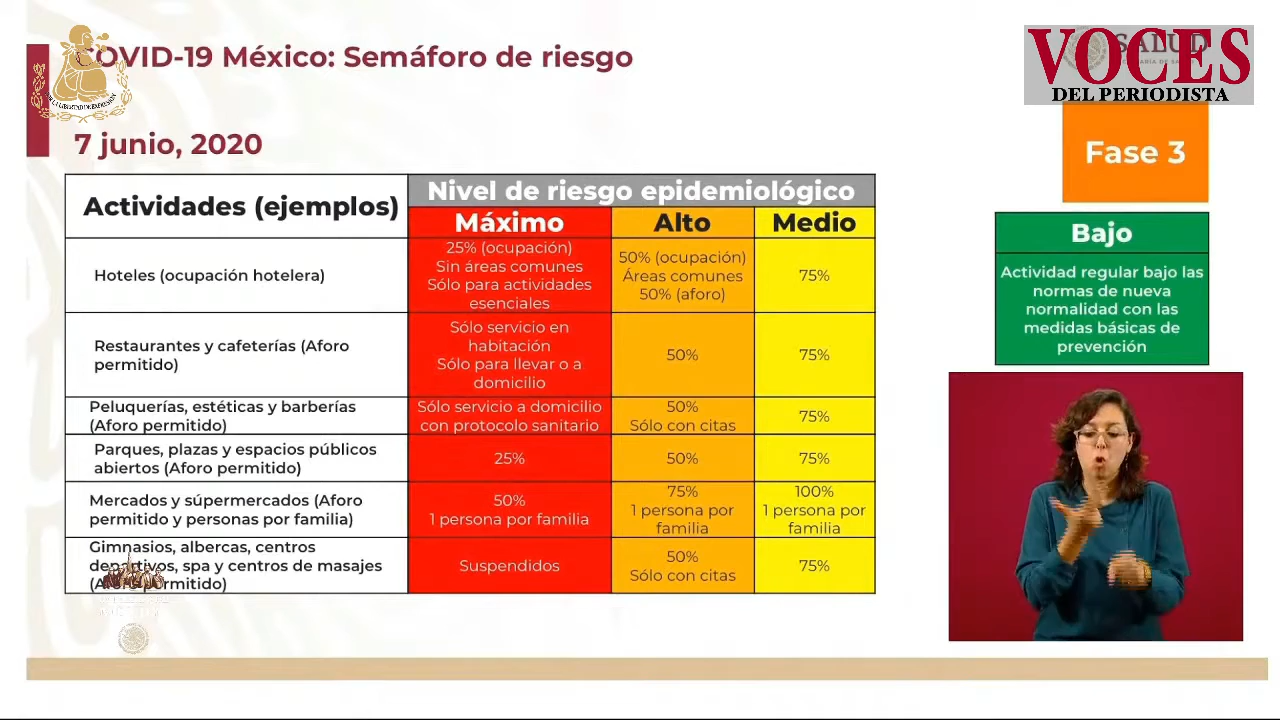 COVID-19 México: Semáforo de riesgo
SALUD
VOCES
DEL PERIODISTA
7 junio, 2020
Fase 3
Actividades (ejemplos)
Nivel de riesgo epidemiológico
Máximo
Alto
Medio
Hoteles (ocupación hotelera)
25% (ocupación)
Sin áreas comunes
Sólo para actividades
esenciales
50% (ocupación)
Áreas comunes
50% (aforo)
75%
Restaurantes y cafeterías (Aforo
permitido)
Sólo servicio en
habitación
Sólo para llevar o a
domicilio
50%
75%
Peluquerías, estéticas y barberías
(Aforo permitido)
Sólo servicio a domicilio
con protocolo sanitario
50%
Sólo con citas
75%
Parques, plazas y espacios públicos
abiertos (Aforo permitido)
25%
50%
75%
Mercados y súpermercados (Aforo
permitido y personas por familia)
50%
1 persona por familia
75%
1 persona por
familia
100%
1 persona por
familia
Gimnasios, albercas, centros
deportivos, spa y centros de masajes
(Aforo permitido)
Suspendidos
50%
Sólo con citas
75%
Bajo
Actividad regular bajo las
normas de nueva
normalidad con las
medidas básicas de
prevención